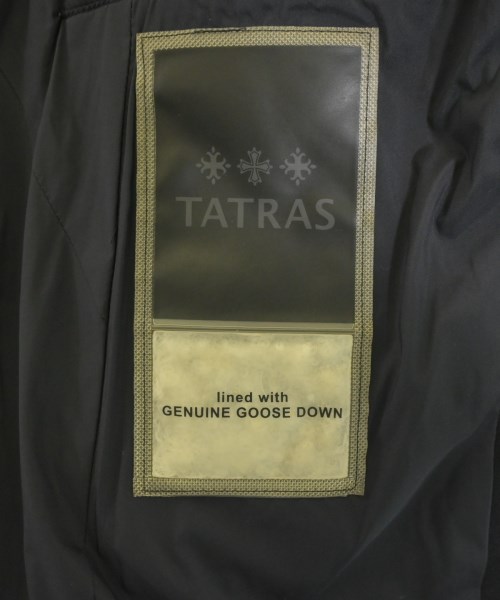 TATRAS
lined with
GENUINE GOOSE DOWN